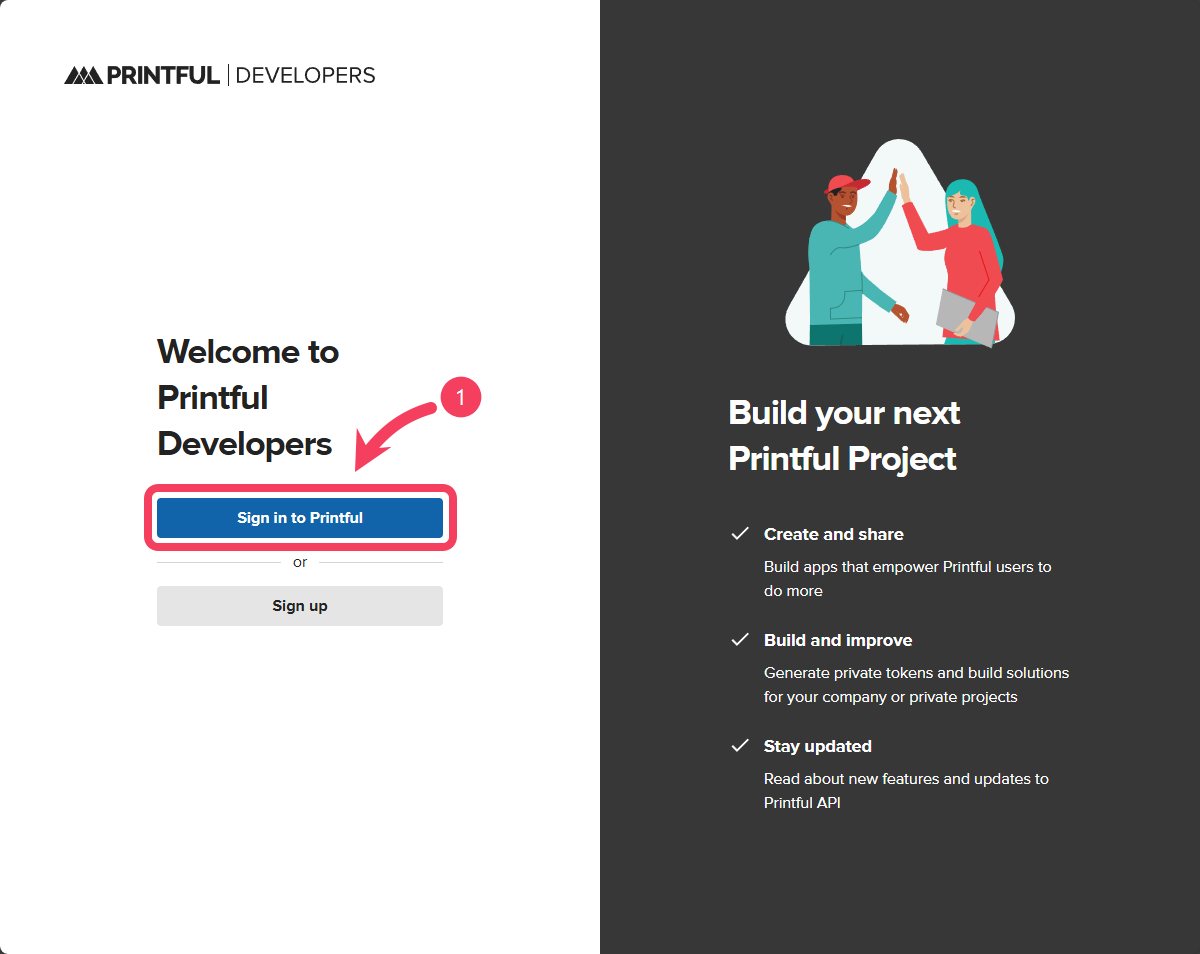 PRINTFUL | DEVELOPERS
Welcome to
Printful
Developers
1
Sign in to Printful
or
Sign up
Build your next
Printful Project
Create and share
Build apps that empower Printful users to
do more
Build and improve
Generate private tokens and build solutions
for your company or private projects
Stay updated
Read about new features and updates to
Printful API